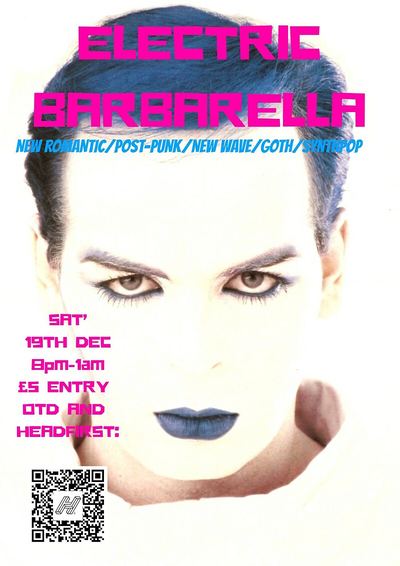 ELECTRIC
BARBARELLA
NEW ROMANTIC/POST-PUNK/NEW WAVE/GOTH/SYNTHPOP
SAT'
19TH DEC
8pm-1am
£5 ENTRY
OTD AND
HEADFIRST: